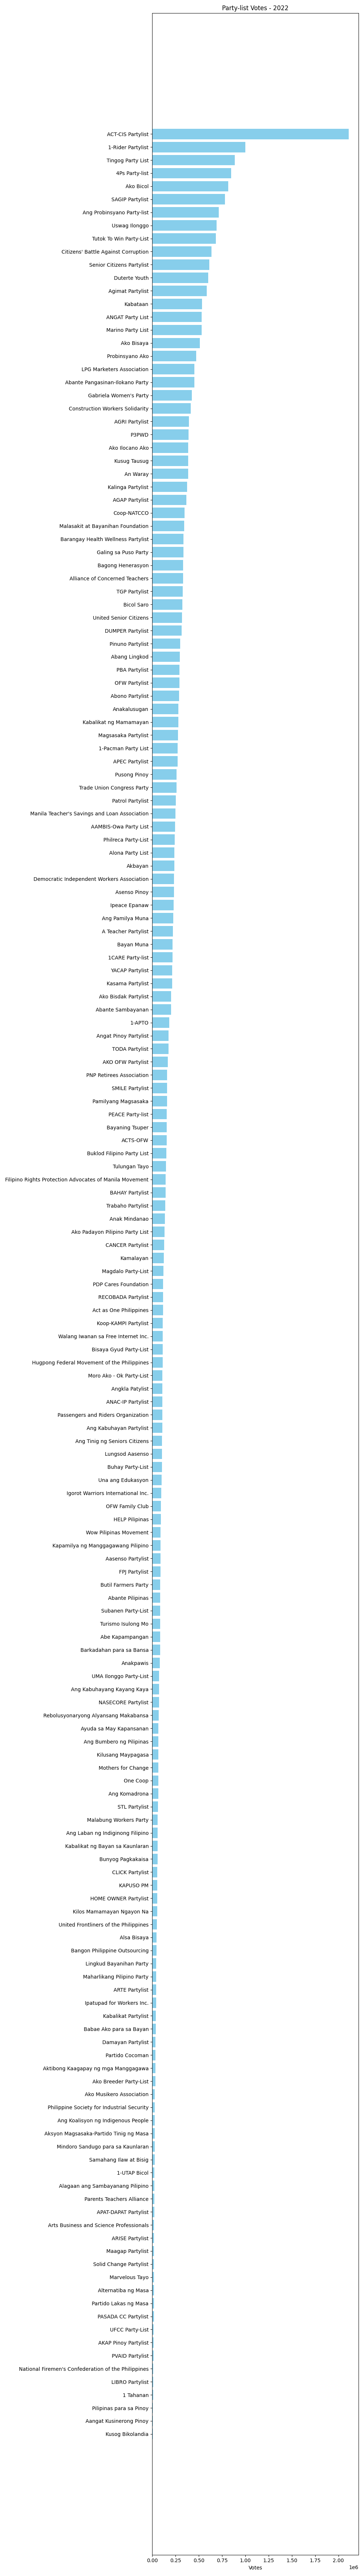 Party-list Votes - 2022
ACT-CIS Partylist
1-Rider Partylist
Tingog Party List
4Ps Party-list
Ako Bicol
SAGIP Partylist
Ang Probinsyano Party-list
Uswag Ilonggo
Tutok To Win Party-List
Citizens' Battle Against Corruption
Senior Citizens Partylist
Duterte Youth
Agimat Partylist
Kabataan
ANGAT Party List
Marino Party List
Ako Bisaya
Probinsyano Ako
LPG Marketers Association
Abante Pangasinan-Ilokano Party
Gabriela Women's Party
Construction Workers Solidarity
AGRI Partylist
P3PWD
Ako Ilocano Ako
Kusug Tausug
An Waray
Kalinga Partylist
AGAP Partylist
Coop-NATCCO
Malasakit at Bayanihan Foundation
Barangay Health Wellness Partylist
Galing sa Puso Party
Bagong Henerasyon
Alliance of Concerned Teachers
TGP Partylist
Bicol Saro
United Senior Citizens
DUMPER Partylist
Pinuno Partylist
Abang Lingkod
PBA Partylist
OFW Partylist
Abono Partylist
Anakalusugan
Kabalikat ng Mamamayan
Magsasaka Partylist
1-Pacman Party List
APEC Partylist
Pusong Pinoy
Trade Union Congress Party
Patrol Partylist
Manila Teacher's Savings and Loan Association
AAMBIS-Owa Party List
Philreca Party-List
Alona Party List
Akbayan
Democratic Independent Workers Association
Asenso Pinoy
Ipeace Epanaw
Ang Pamilya Muna
A Teacher Partylist
Bayan Muna
1CARE Party-list
YACAP Partylist
Kasama Partylist
Ako Bisdak Partylist
Abante Sambayanan
1-APTO
Angat Pinoy Partylist
TODA Partylist
AKO OFW Partylist
PNP Retirees Association
SMILE Partylist
Pamilyang Magsasaka
PEACE Party-list
Bayaning Tsuper
ACTS-OFW
Buklod Filipino Party List
Tulungan Tayo
Filipino Rights Protection Advocates of Manila Movement
BAHAY Partylist
Trabaho Partylist
Anak Mindanao
Ako Padayon Pilipino Party List
CANCER Partylist
Kamalayan
Magdalo Party-List
PDP Cares Foundation
RECOBADA Partylist
Act as One Philippines
Koop-KAMPI Partylist
Walang Iwanan sa Free Internet Inc.
Bisaya Gyud Party-List
Hugpong Federal Movement of the Philippines
Moro Ako - Ok Party-List
Angkla Patylist
ANAC-IP Partylist
Passengers and Riders Organization
Ang Kabuhayan Partylist
Ang Tinig ng Seniors Citizens
Lungsod Aasenso
Buhay Party-List
Una ang Edukasyon
Igorot Warriors International Inc.
OFW Family Club
HELP Pilipinas
Wow Pilipinas Movement
Kapamilya ng Manggagawang Pilipino
Aasenso Partylist
FPJ Partylist
Butil Farmers Party
Abante Pilipinas
Subanen Party-List
Turismo Isulong Mo
Abe Kapampangan
Barkadahan para sa Bansa
Anakpawis
UMA Ilonggo Party-List
Ang Kabuhayang Kayang Kaya
NASECORE Partylist
Rebolusyonaryong Alyansang Makabansa
Ayuda sa May Kapansanan
Ang Bumbero ng Pilipinas
Kilusang Maypagasa
Mothers for Change
One Coop
Ang Komadrona
STL Partylist
Malabung Workers Party
Ang Laban ng Indiginong Filipino
Kabalikat ng Bayan sa Kaunlaran
Bunyog Pagkakaisa
CLICK Partylist
KAPUSO PM
HOME OWNER Partylist
Kilos Mamamayan Ngayon Na
United Frontliners of the Philippines
Alsa Bisaya
Bangon Philippine Outsourcing
Lingkud Bayanihan Party
Maharlikang Pilipino Party
ARTE Partylist
Ipatupad for Workers Inc.
Kabalikat Partylist
Babae Ako para sa Bayan
Damayan Partylist
Partido Cocoman
Aktibong Kaagapay ng mga Manggagawa
Ako Breeder Party-List
Ako Musikero Association
Philippine Society for Industrial Security
Ang Koalisyon ng Indigenous People
Aksyon Magsasaka-Partido Tinig ng Masa
Mindoro Sandugo para sa Kaunlaran
Samahang Ilaw at Bisig
1-UTAP Bicol
Alagaan ang Sambayanang Pilipino
Parents Teachers Alliance
APAT-DAPAT Partylist
Arts Business and Science Professionals
ARISE Partylist
Maagap Partylist
Solid Change Partylist
Marvelous Tayo
Alternatiba ng Masa
Partido Lakas ng Masa
PASADA CC Partylist
UFCC Party-List
AKAP Pinoy Partylist
PVAID Partylist
National Firemen's Confederation of the Philippines
LIBRO Partylist
1 Tahanan
Pilipinas para sa Pinoy
Aangat Kusinerong Pinoy
Kusog Bikolandia
0.00 0.25 0.50 0.75 1.00 1.25 1.50 1.75 2.00
1e6
Votes